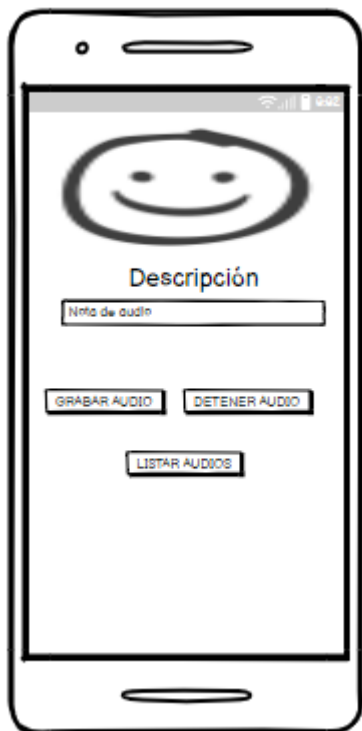 Descripción
Nota de audio
GRABAR AUDIO
DETENER AUDIO
LISTAR AUDIOS